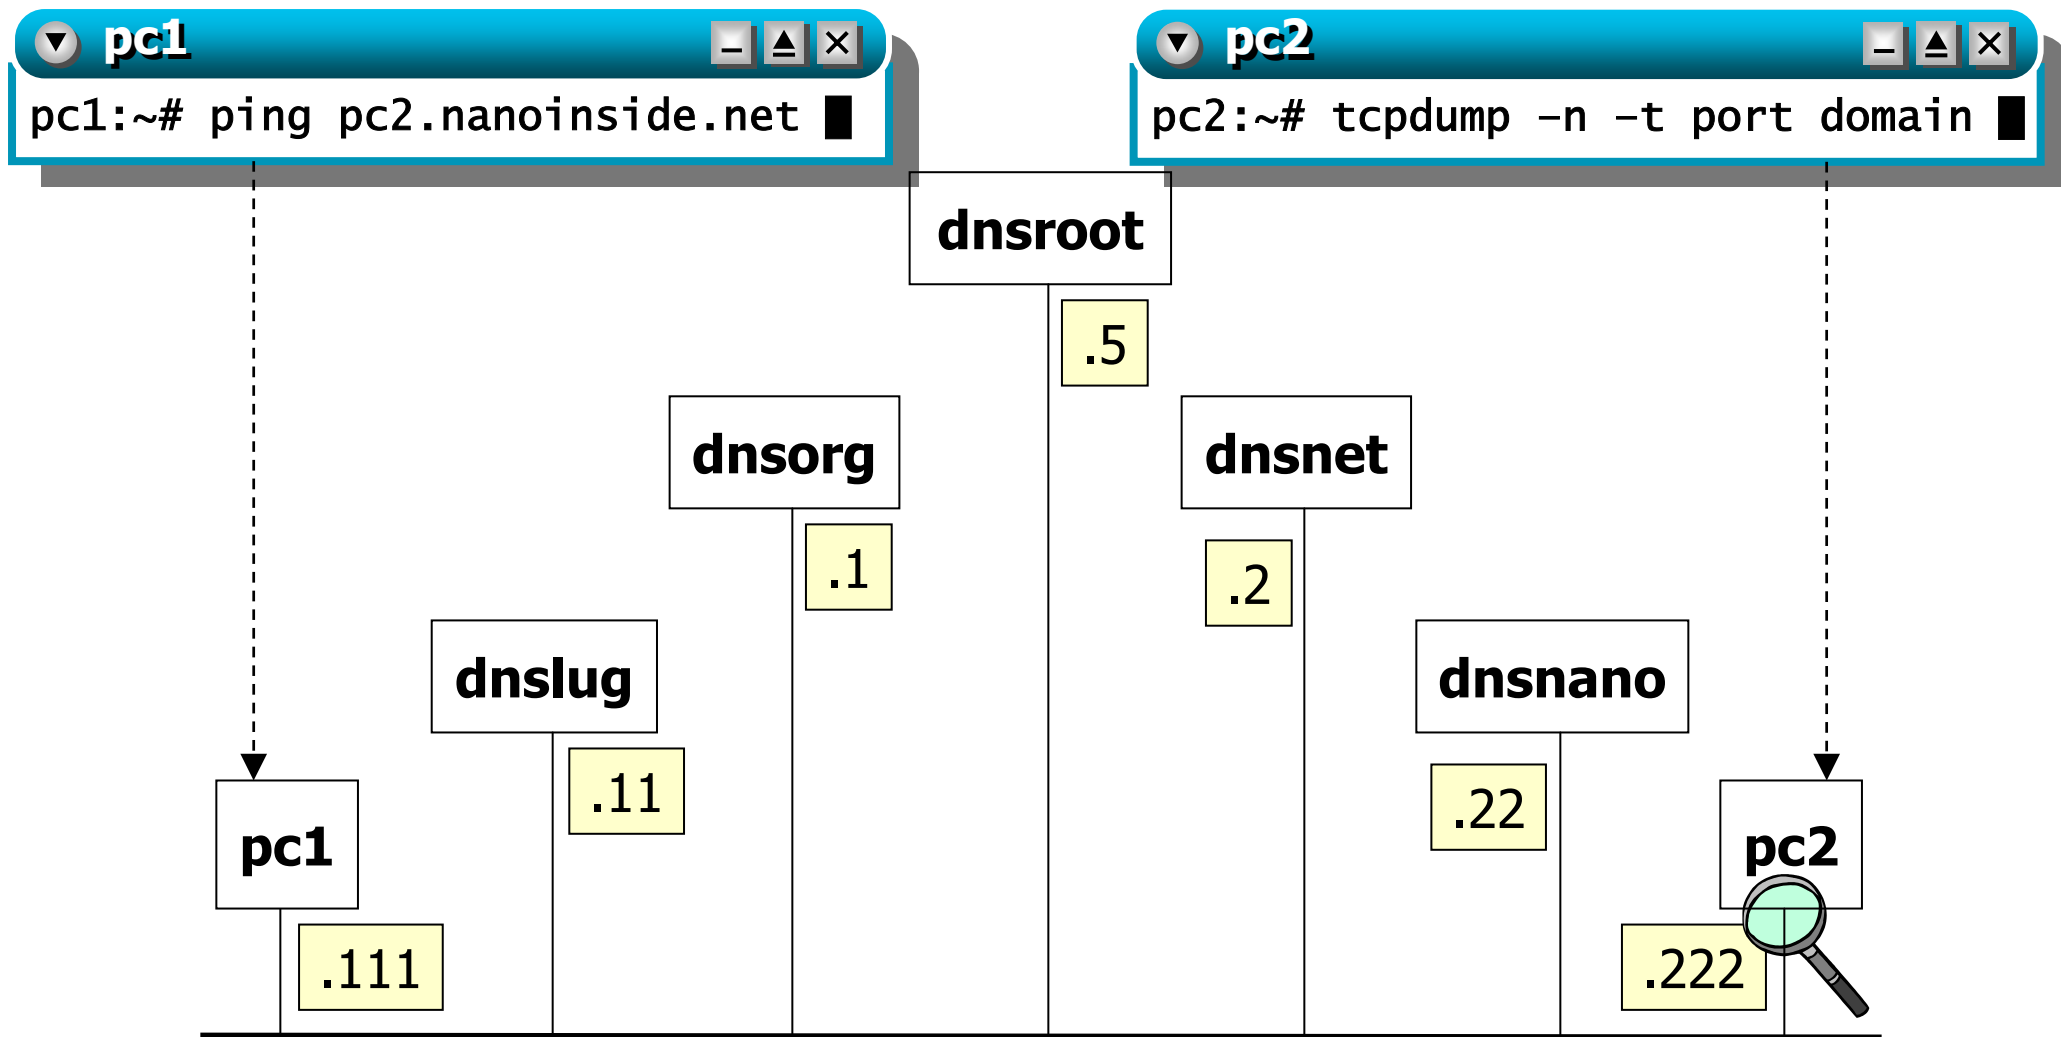 pc1
pc1:~# ping pc2.nanoinside.net
pc2
pc2:~# tcpdump -n -t port domain
dnsroot
.5
dnsorg
dnsnet
.1
.2
dnslug
dnsnano
.11
.22
pc1
pc2
.111
.222